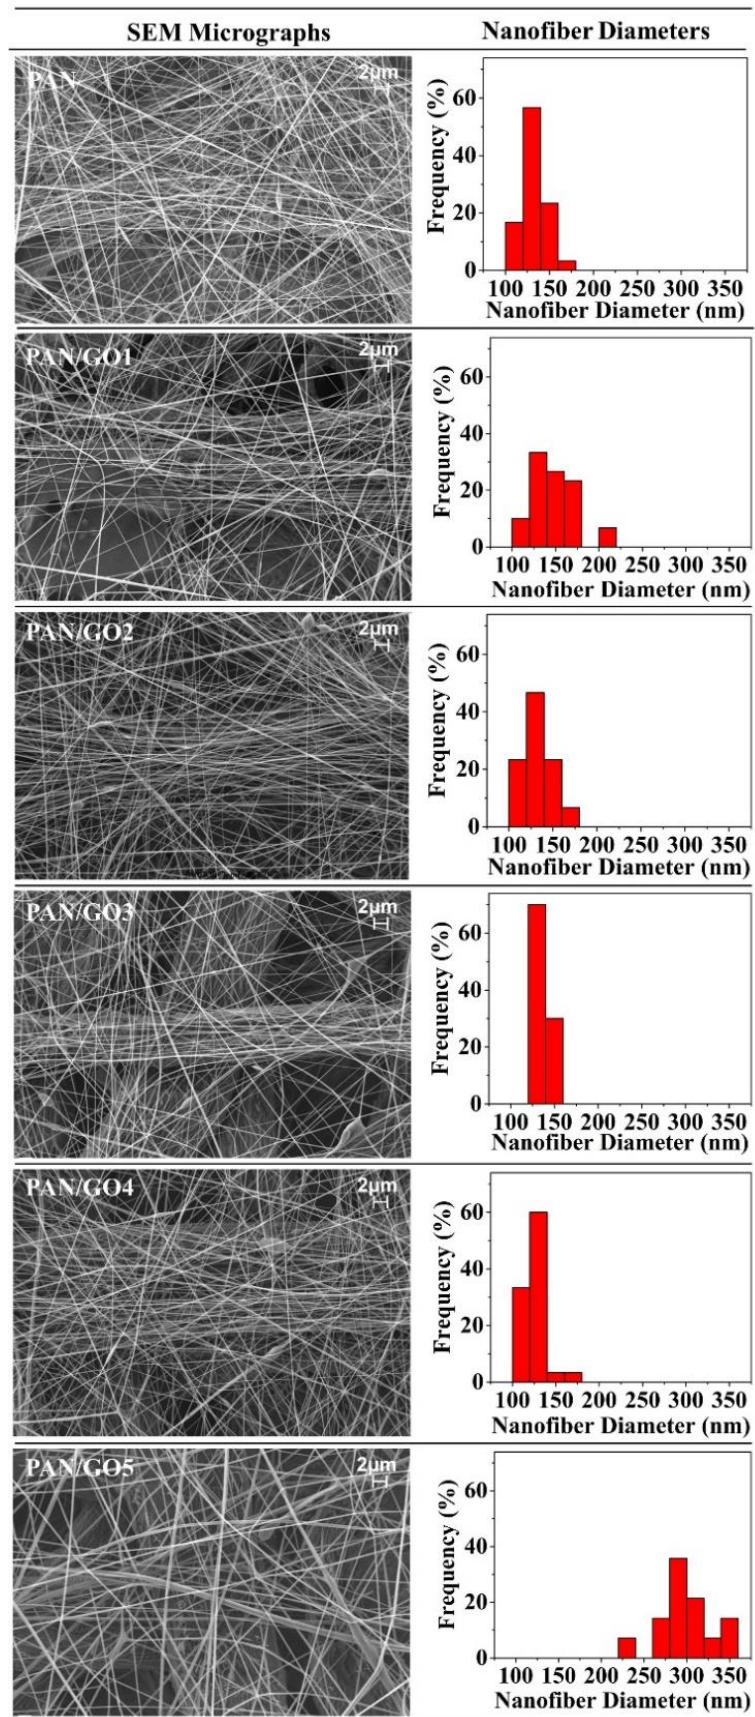 SEM Micrographs Nanofiber Diameters
PAN
2μm
Frequency (%)
60
40
20
0
100 150 200 250 300 350
Nanofiber Diameter (nm)
PAN/GO1
2μm
Frequency (%)
60
40
20
0
100 150 200 250 300 350
Nanofiber Diameter (nm)
PAN/GO2
2μm
Frequency (%)
60
40
20
0
100 150 200 250 300 350
Nanofiber Diameter (nm)
PAN/GO3
2μm
Frequency (%)
60
40
20
0
100 150 200 250 300 350
Nanofiber Diameter (nm)
PAN/GO4
2μm
Frequency (%)
60
40
20
0
100 150 200 250 300 350
Nanofiber Diameter (nm)
PAN/GO5
2μm
Frequency (%)
60
40
20
0
100 150 200 250 300 350
Nanofiber Diameter (nm)